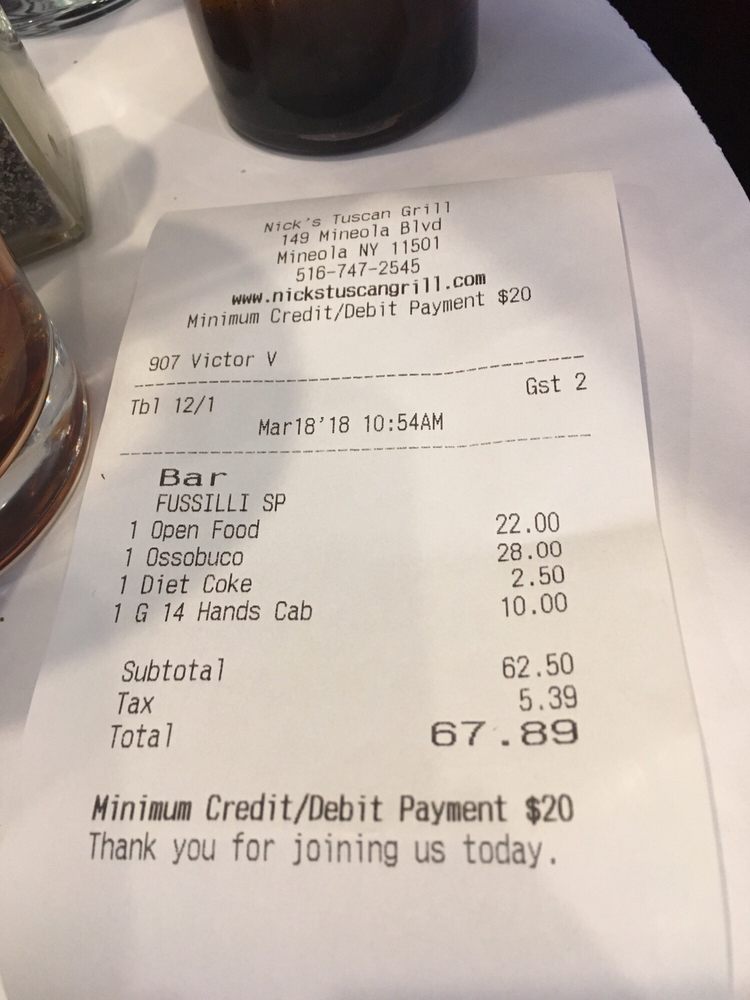 Nick's Tuscan Grill
149 Mineola Blvd
Mineola NY 11501
516-747-2545
www.nickstuscangrill.com
Minimum Credit/Debit Payment $20
907 Victor V
Tbl 12/1 Gst 2
Mar18'18 10:54AM
Bar
FUSSILLI SP
1 Open Food 22.00
1 Ossobuco 28.00
1 Diet Coke 2.50
1 G 14 Hands Cab 10.00
Subtotal 62.50
Tax 5.39
Total 67.89
Minimum Credit/Debit Payment $20
Thank you for joining us today.